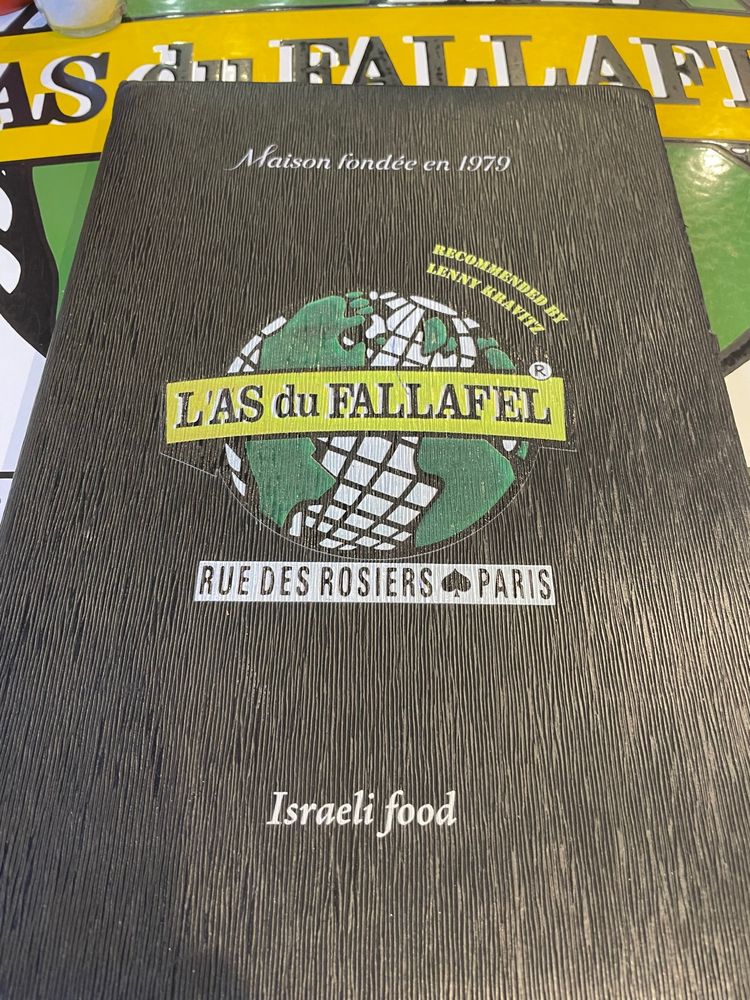 AS du FALLAFE
Maison fondée en 1979
RECOMMENDED BY
LENNY KRAVITZ
L'AS du FALLAFEL ®
RUE DES ROSIERS ♠ PARIS
Israeli food